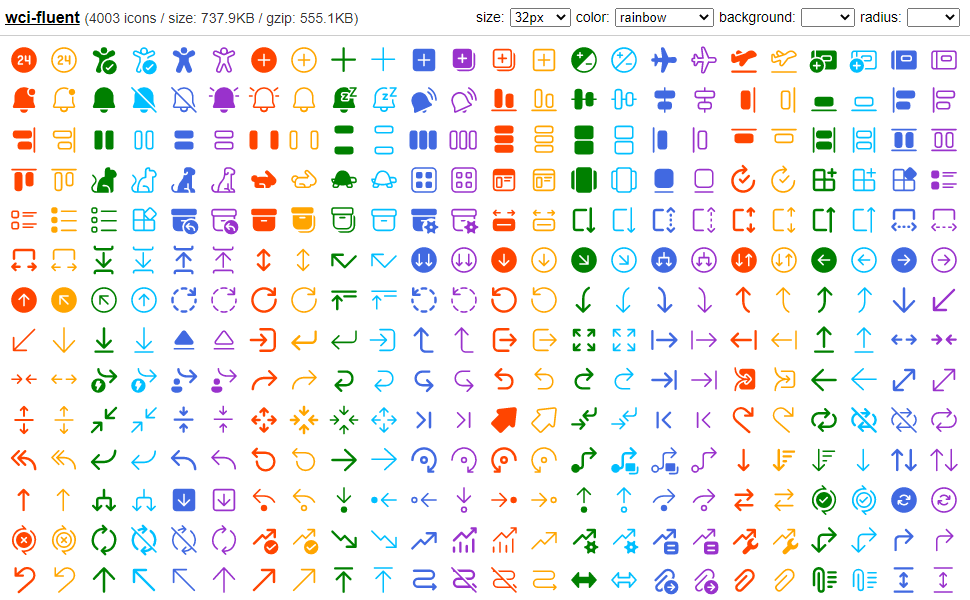 wci-fluent (4003 icons / size: 737.9KB / gzip: 555.1KB) size: 32px color: rainbow background: radius:
24 24
z z z z